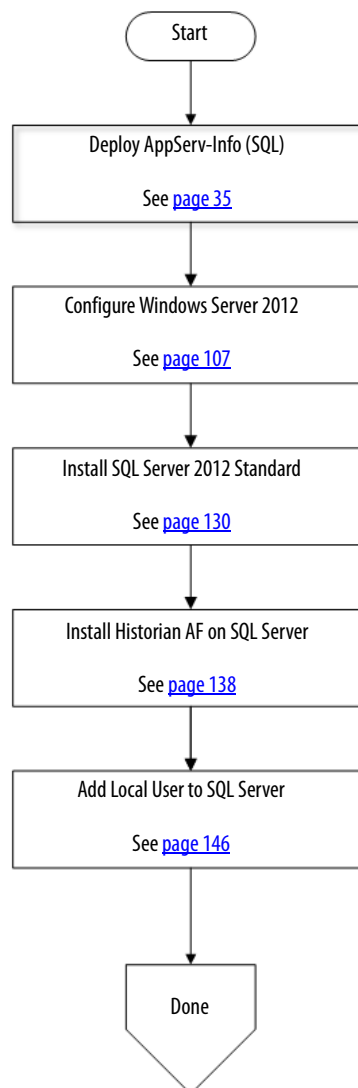 Start
Deploy AppServ-Info (SQL)
See page 35
Configure Windows Server 2012
See page 107
Install SQL Server 2012 Standard
See page 130
Install Historian AF on SQL Server
See page 138
Add Local User to SQL Server
See page 146
Done